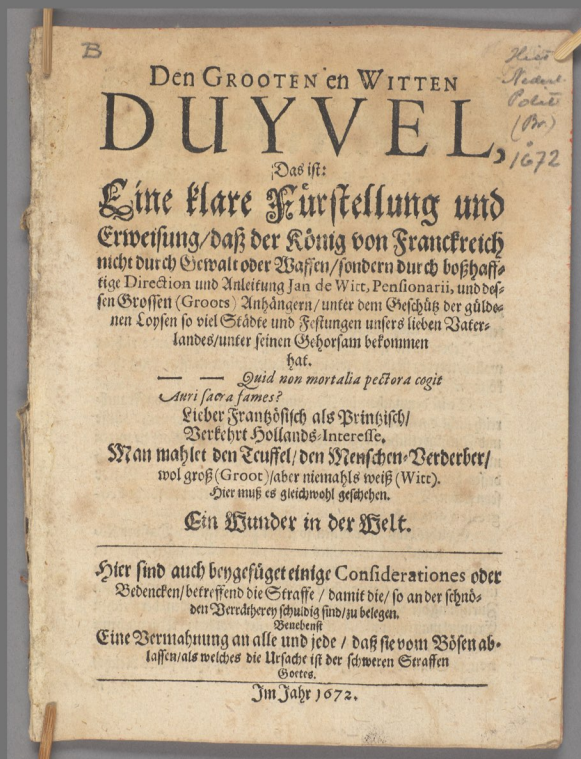 B
Hist
Nederl.
Polit
(Br.)
1672
Den GROOTEN en WITTEN
DUYVEL,
Das ist:
Eine klare Fürstellung und
Erweisung/daß der König von Franckreich
nicht durch Gewalt oder Waffen/sondern durch boßhaff-
tige Direction und Anleitung Jan de Witt, Pensionarii, und des-
sen Grossen (Groots) Anhängern/unter dem Geschütz der gülde-
nen Loysen so viel Städte und Festungen unsers lieben Vater-
landes/unter seinen Gehorsam bekommen
hat.
— — Quid non mortalia pectora cogit
Auri sacra fames?
Lieber Frantzösisch als Printzisch/
Verkehrt Hollands-Interesse.
Man mahlet den Teuffel/den Menschen-Verderber/
wol groß (Groot)/aber niemahls weiß (Witt).
Hier muß es gleichwohl geschehen.
Ein Wunder in der Welt.
Hier sind auch beygefüget einige Considerationes oder
Bedencken/betreffend die Straffe/damit die/so an der schnö-
den Verrätherey schuldig sind/zu belegen.
Benebenst
Eine Vermahnung an alle und jede/daß sie vom Bösen ab-
lassen/als welches die Ursache ist der schweren Straffen
Gottes.
Im Jahr 1672.